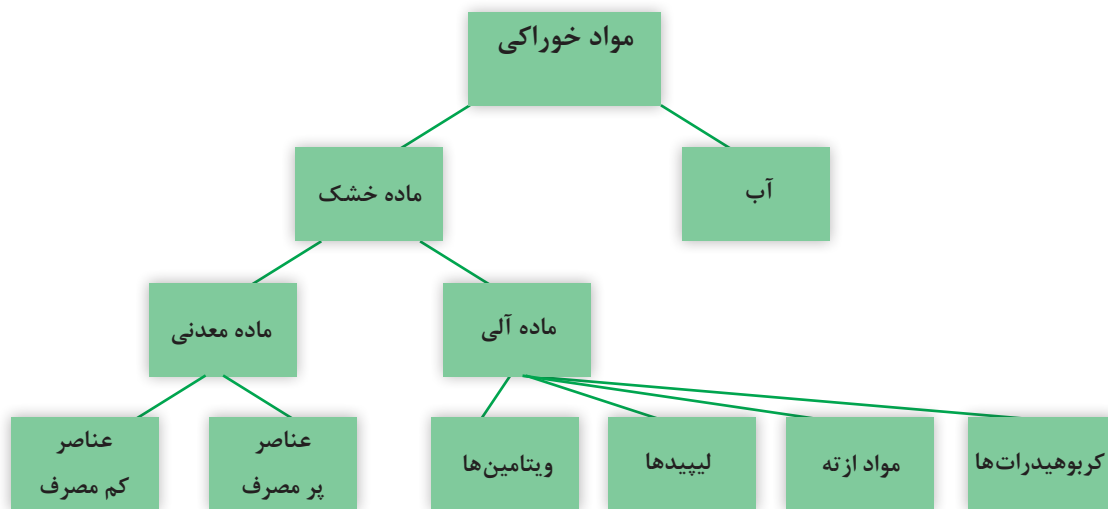 مواد خوراکی
آب
ماده خشک
ماده آلی
ماده معدنی
کربوهیدرات‌ها
مواد ازته
لیپیدها
ویتامین‌ها
عناصر
پر مصرف
عناصر
کم مصرف